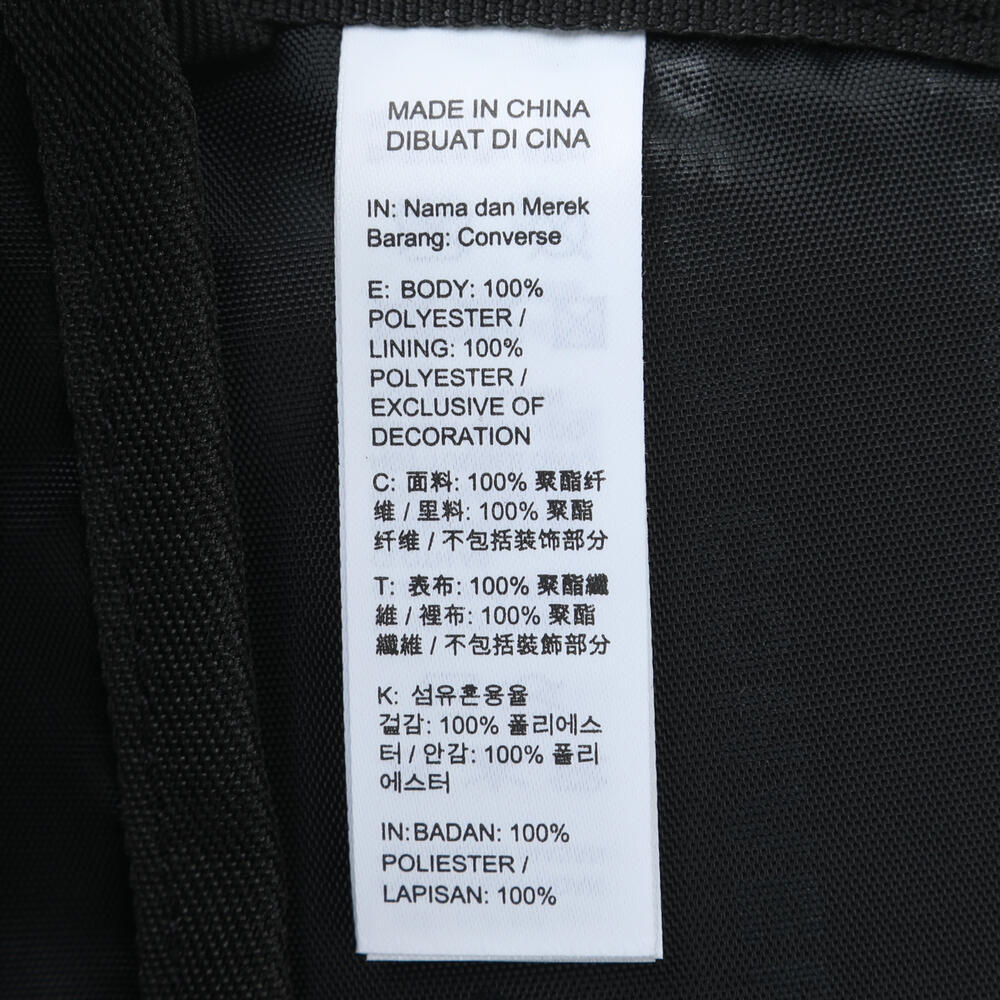 MADE IN CHINA
DIBUAT DI CINA
IN: Nama dan Merek
Barang: Converse
E: BODY: 100%
POLYESTER /
LINING: 100%
POLYESTER /
EXCLUSIVE OF
DECORATION
C: 面料: 100% 聚酯纤
维 / 里料: 100% 聚酯
纤维 / 不包括装饰部分
T: 表布: 100% 聚酯纖
維 / 裡布: 100% 聚酯
纖維 / 不包括裝飾部分
K: 섬유혼용율
겉감: 100% 폴리에스
터 / 안감: 100% 폴리
에스터
IN: BADAN: 100%
POLIESTER /
LAPISAN: 100%